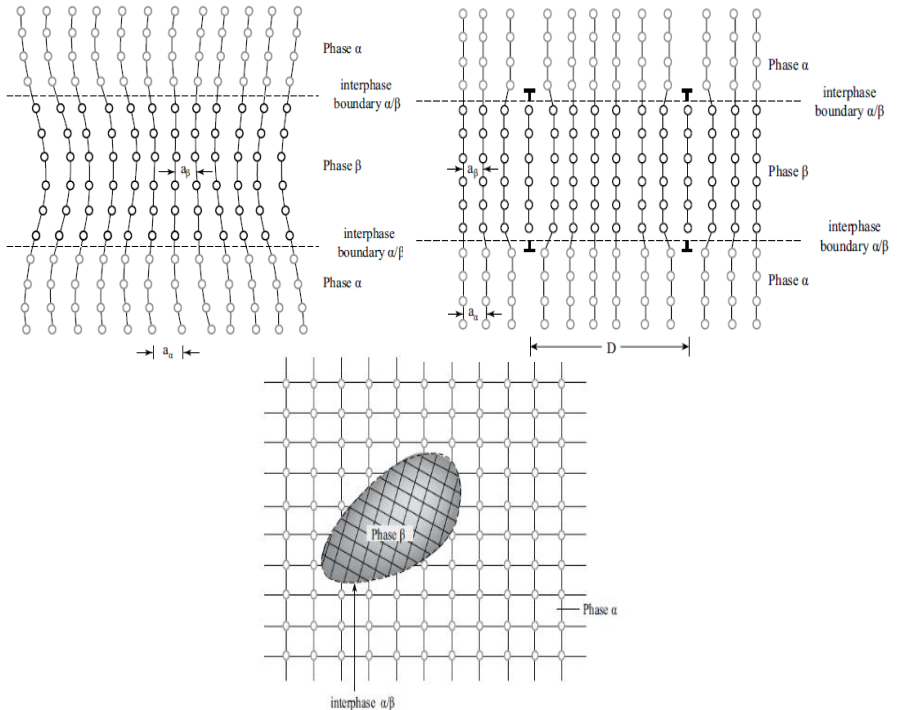 Phase α
interphase
boundary α/β
Phase β
aβ
interphase
boundary α/β
Phase α
aα
Phase α
interphase
boundary α/β
aβ
Phase β
interphase
boundary α/β
Phase α
aα
D
Phase β
Phase α
interphase α/β